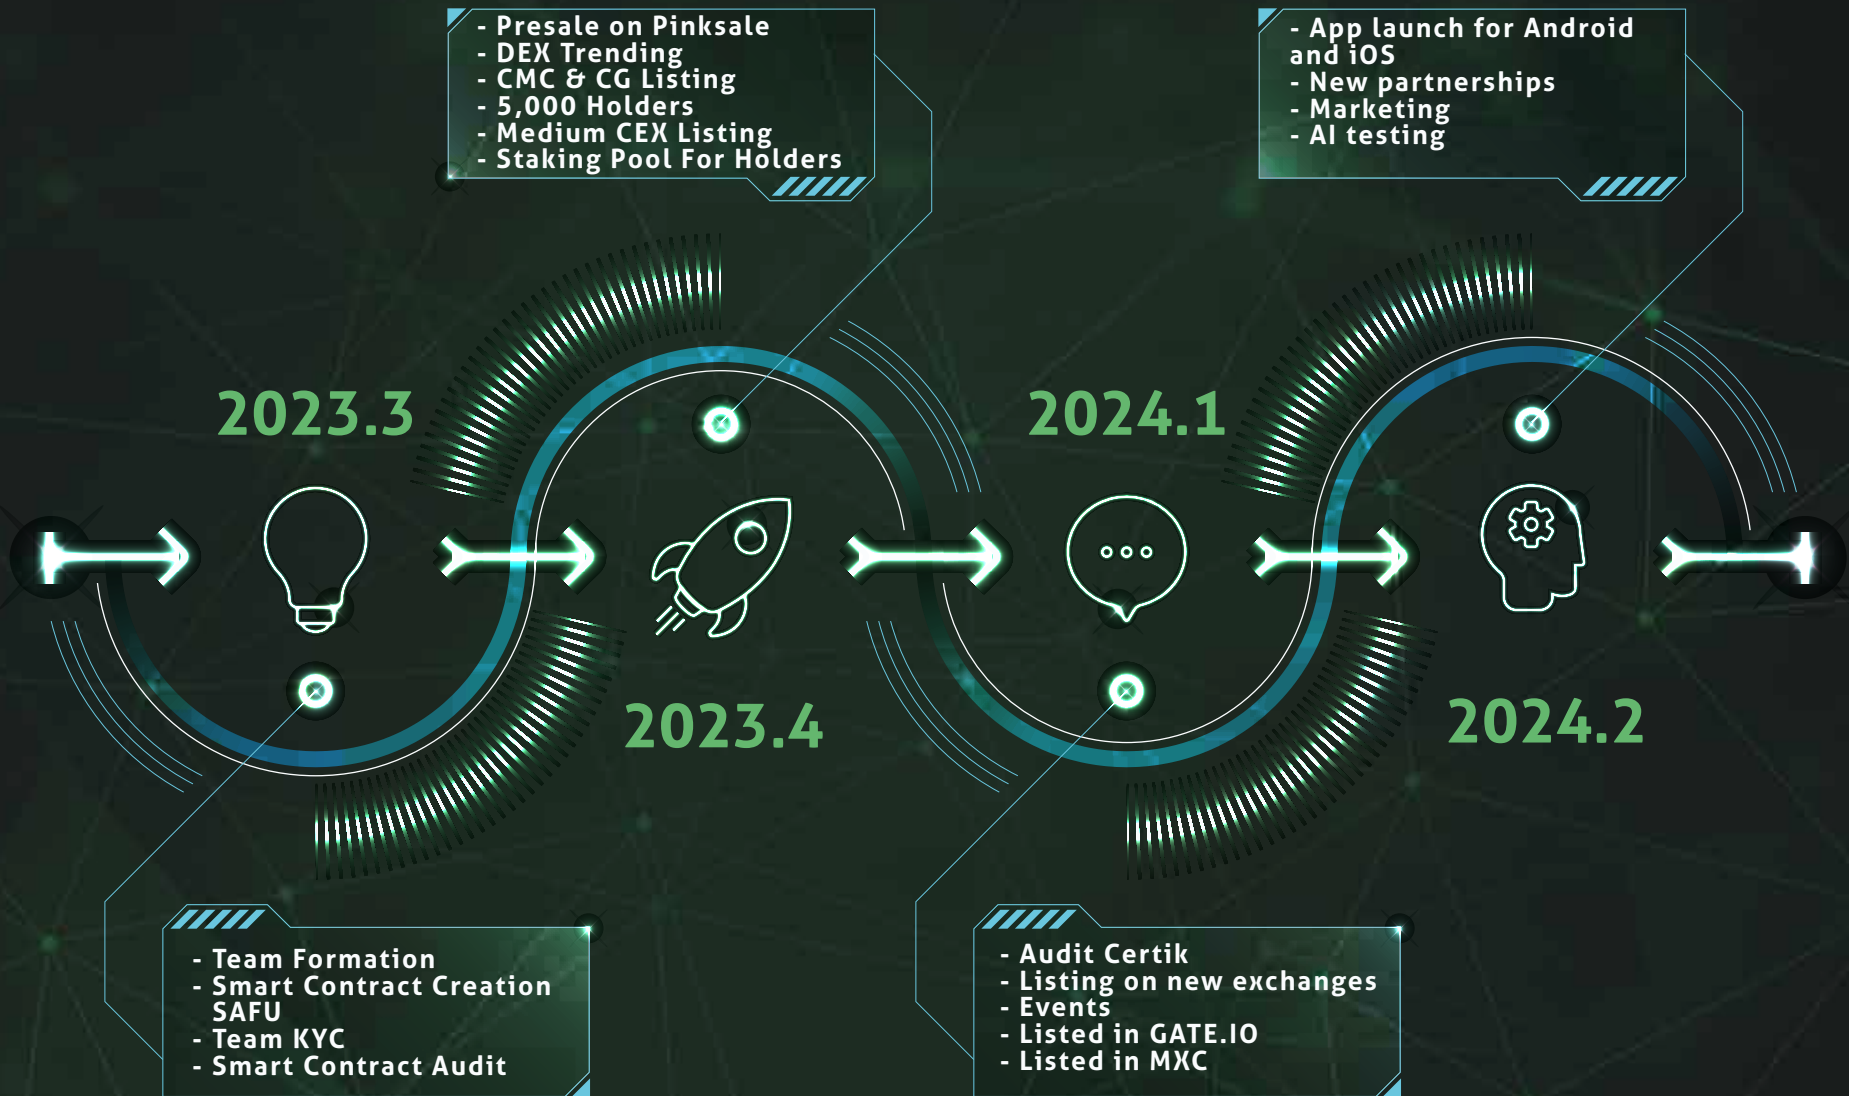 - Presale on Pinksale
- DEX Trending
- CMC & CG Listing
- 5,000 Holders
- Medium CEX Listing
- Staking Pool For Holders
- App launch for Android
and iOS
- New partnerships
- Marketing
- AI testing
2023.3
2024.1
2023.4
2024.2
- Team Formation
- Smart Contract Creation
SAFU
- Team KYC
- Smart Contract Audit
- Audit Certik
- Listing on new exchanges
- Events
- Listed in GATE.IO
- Listed in MXC